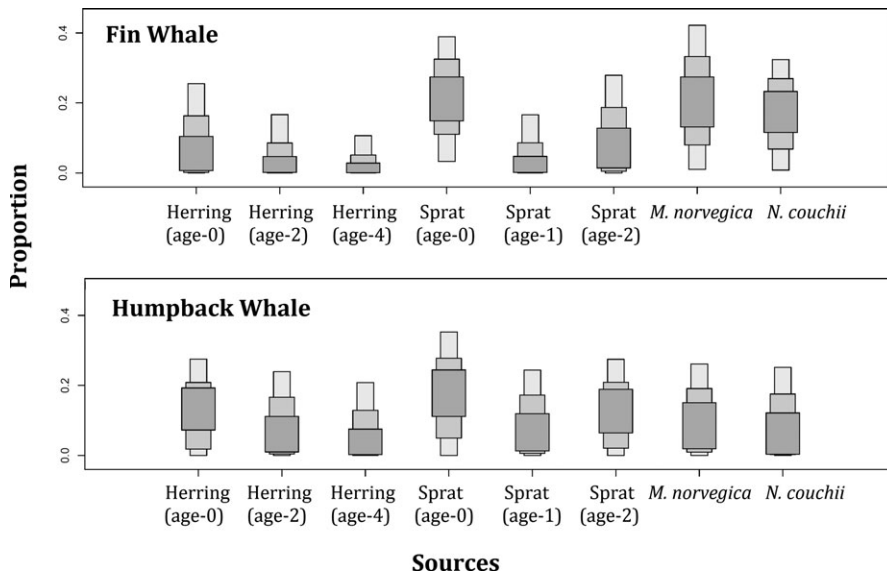 Fin Whale
0.4
0.2
0.0
Herring (age-0)
Herring (age-2)
Herring (age-4)
Sprat (age-0)
Sprat (age-1)
Sprat (age-2)
M. norvegica
N. couchii
Proportion
Humpback Whale
0.4
0.2
0.0
Herring (age-0)
Herring (age-2)
Herring (age-4)
Sprat (age-0)
Sprat (age-1)
Sprat (age-2)
M. norvegica
N. couchii
Sources